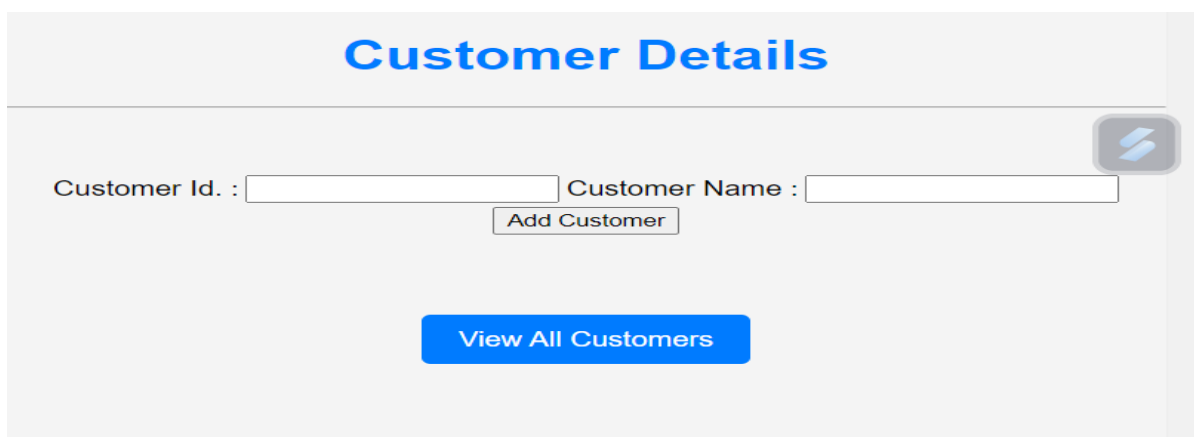 Customer Details
Customer Id. : Customer Name :
Add Customer
View All Customers